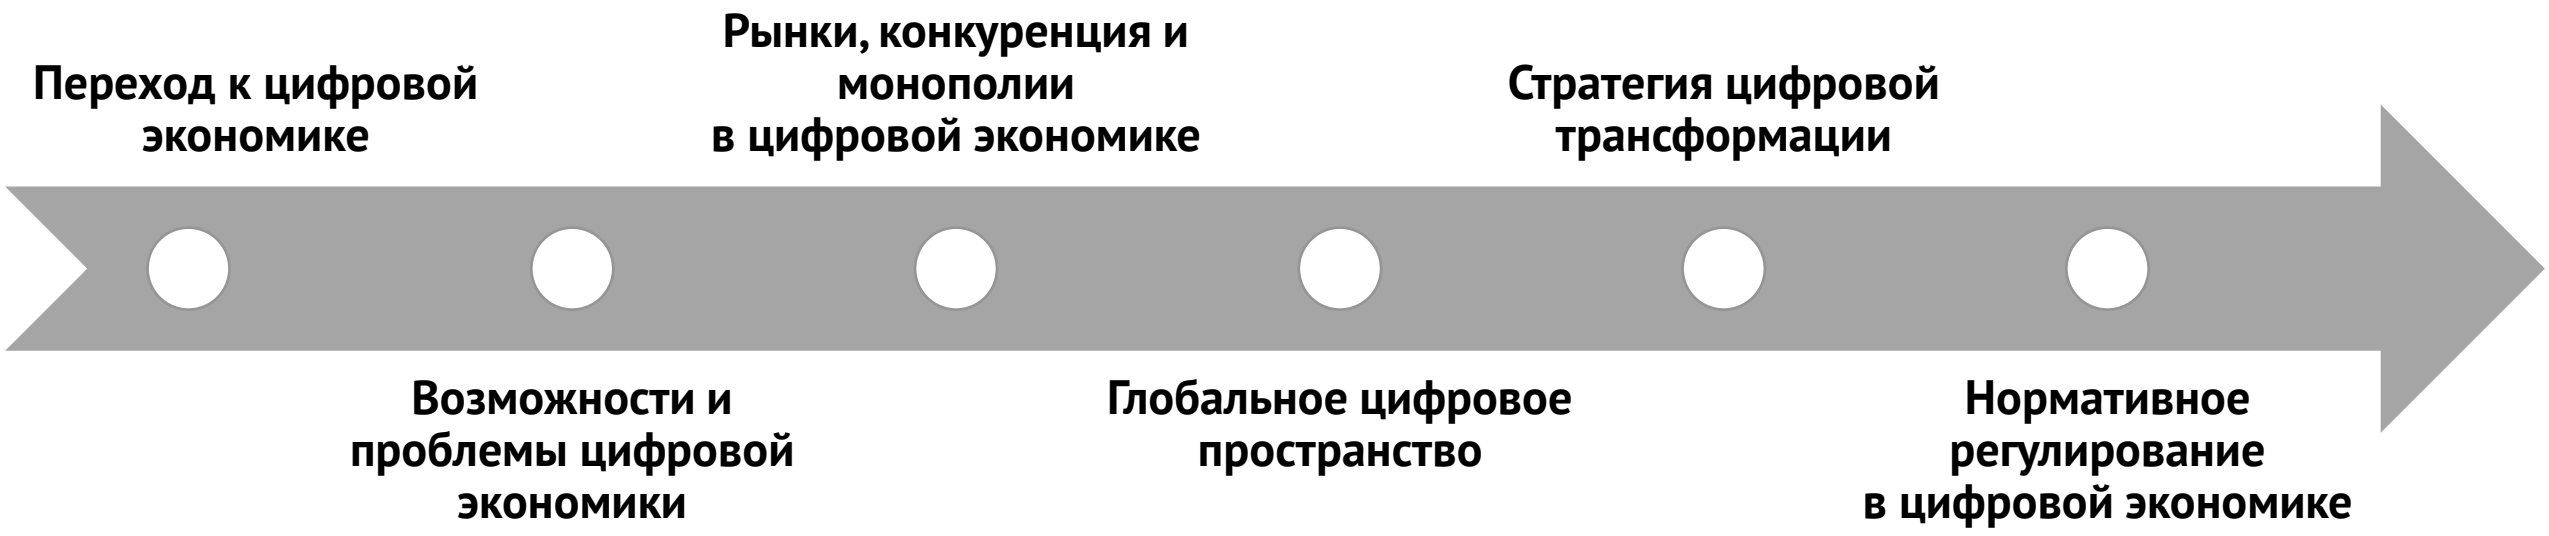 Переход к цифровой
экономике
Возможности и
проблемы цифровой
экономики
Рынки, конкуренция и
монополии
в цифровой экономике
Глобальное цифровое
пространство
Стратегия цифровой
трансформации
Нормативное
регулирование
в цифровой экономике